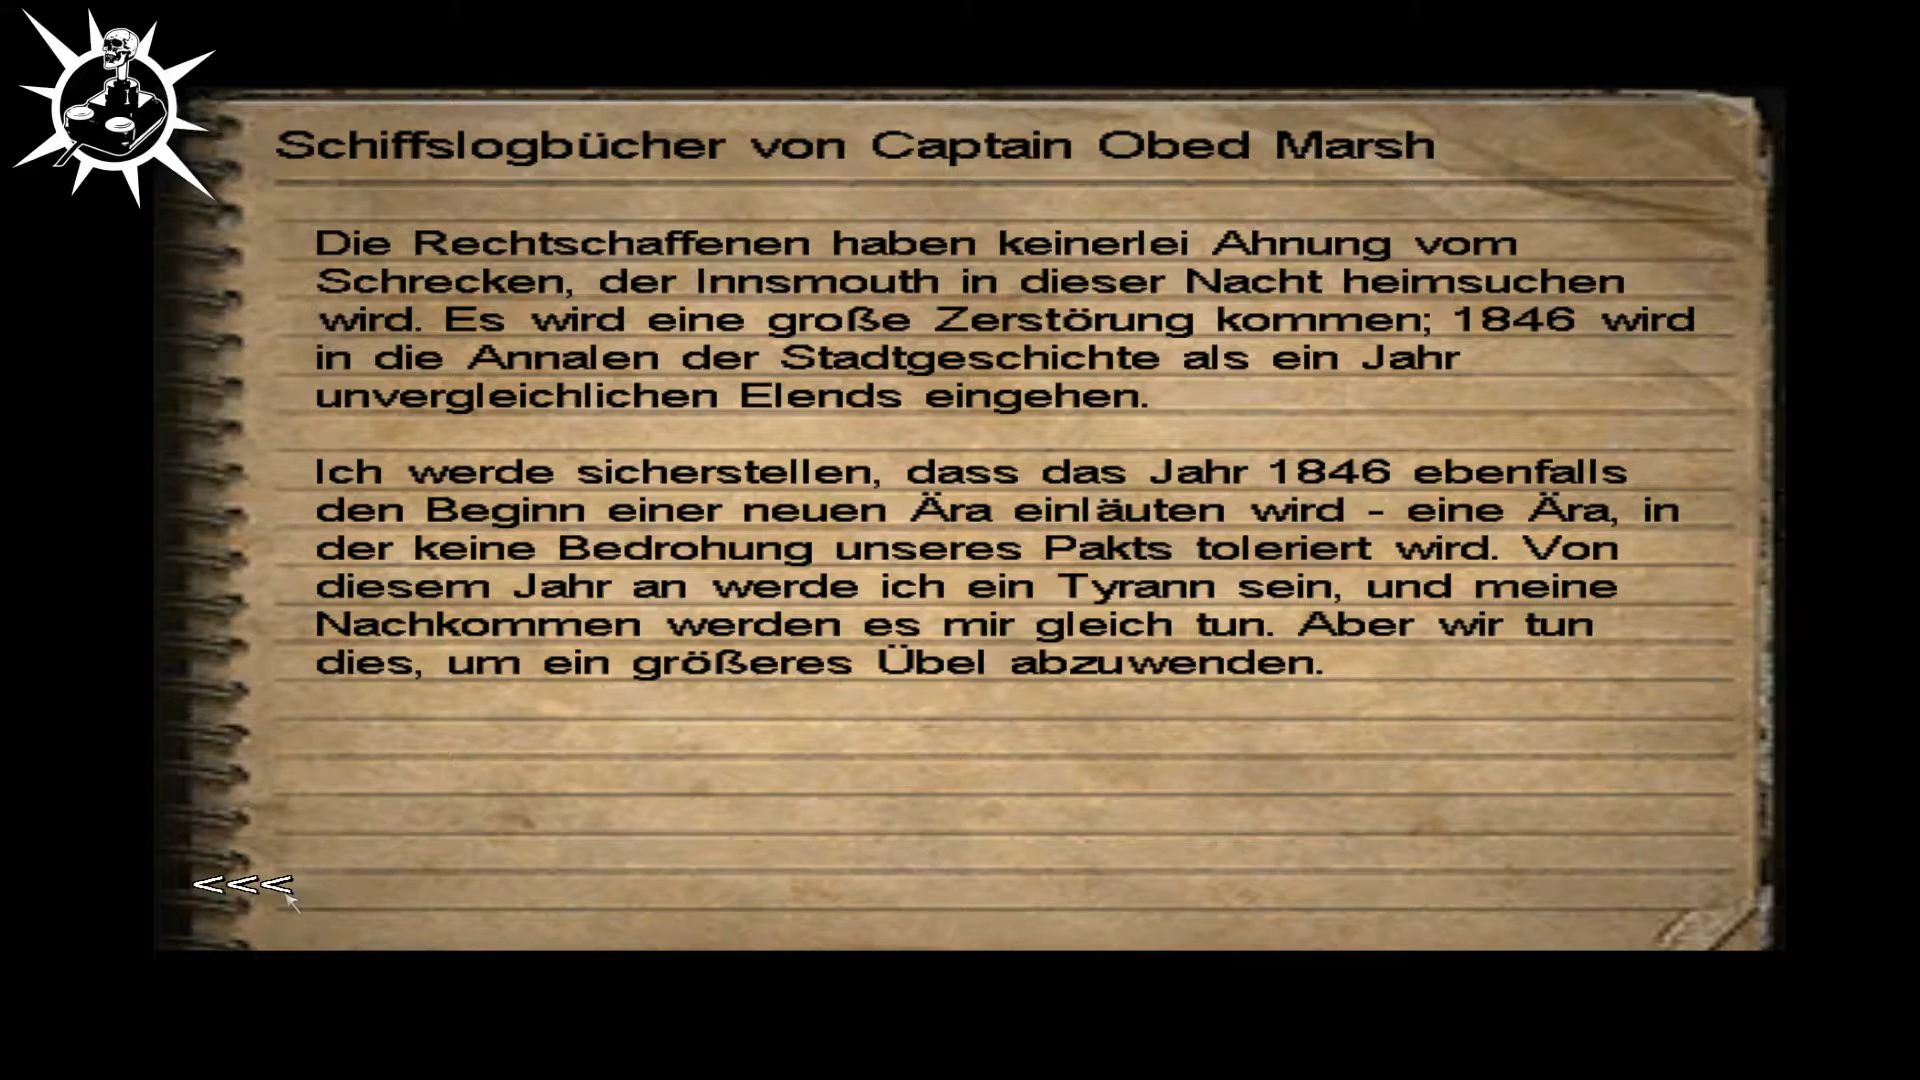 Schiffslogbücher von Captain Obed Marsh
Die Rechtschaffenen haben keinerlei Ahnung vom
Schrecken, der Innsmouth in dieser Nacht heimsuchen
wird. Es wird eine große Zerstörung kommen; 1846 wird
in die Annalen der Stadtgeschichte als ein Jahr
unvergleichlichen Elends eingehen.
Ich werde sicherstellen, dass das Jahr 1846 ebenfalls
den Beginn einer neuen Ära einläuten wird - eine Ära, in
der keine Bedrohung unseres Pakts toleriert wird. Von
diesem Jahr an werde ich ein Tyrann sein, und meine
Nachkommen werden es mir gleich tun. Aber wir tun
dies, um ein größeres Übel abzuwenden.
<<<